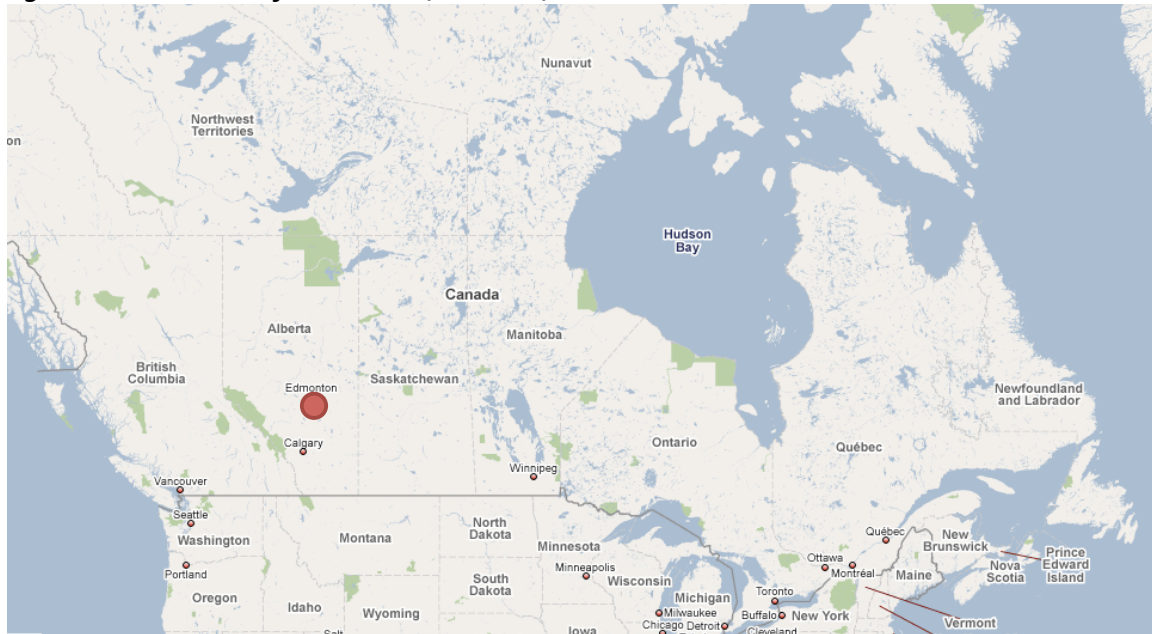 Nunavut
Northwest
Territories
on
Hudson
Bay
Canada
Alberta
Manitoba
British
Columbia
Saskatchewan
Edmonton
Newfoundland
and Labrador
Calgary
Ontario
Québec
Winnipeg
Vancouver
Seattle
Washington
Montana
North
Dakota
Minnesota
Québec
New
Brunswick
Prince
Edward
Island
Nova
Scotia
Ottawa
Montréal
Maine
Portland
Minneapolis
Wisconsin
South
Dakota
Michigan
Toronto
Oregon
Idaho
Wyoming
Milwaukee
Buffalo
New York
Vermont
Chicago
Detroit
Salt
Iowa
Cleveland